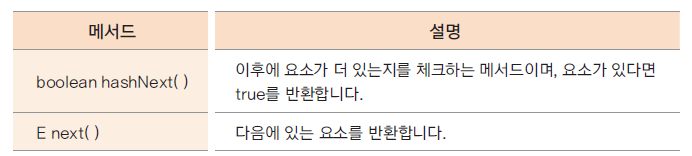 메서드 설명
boolean hashNext( ) 이후에 요소가 더 있는지를 체크하는 메서드이며, 요소가 있다면
true를 반환합니다.
E next( ) 다음에 있는 요소를 반환합니다.